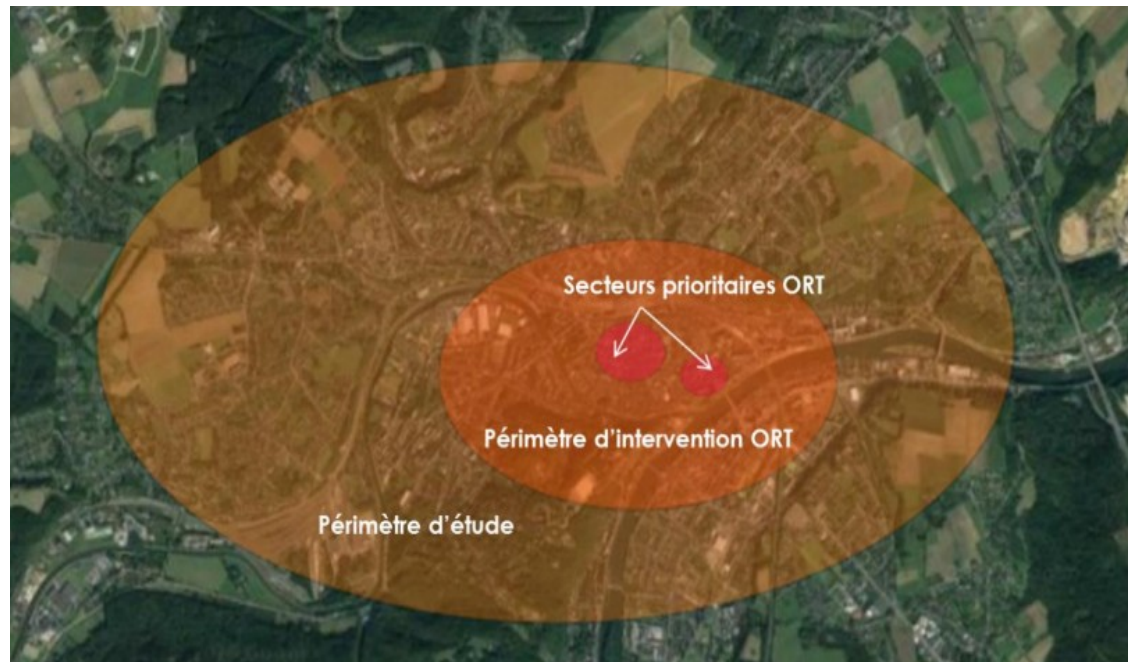 Secteurs prioritaires ORT
Périmètre d'intervention ORT
Périmètre d'étude